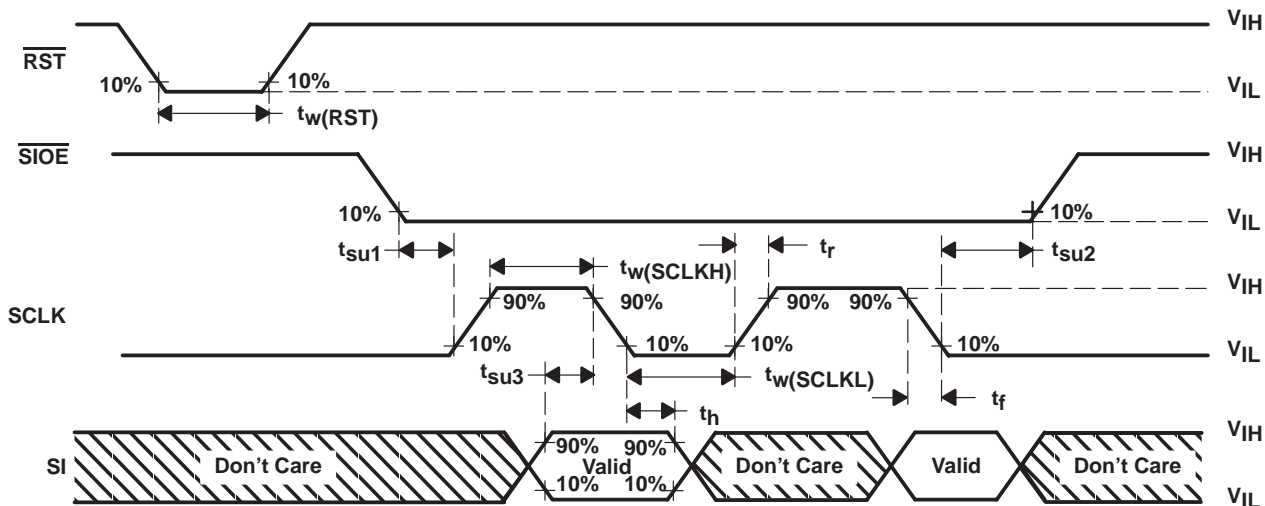 VIH
RST
10% 10%
VIL
tw(RST)
SIOE
VIH
10% 10%
VIL
tsu1 tw(SCLKH) tr tsu2
VIH
90% 90% 90% 90%
SCLK
10% 10% 10% 10%
VIL
tsu3 tw(SCLKL) tf
th
VIH
90% 90%
SI Don't Care Valid Don't Care Valid Don't Care
10% 10%
VIL